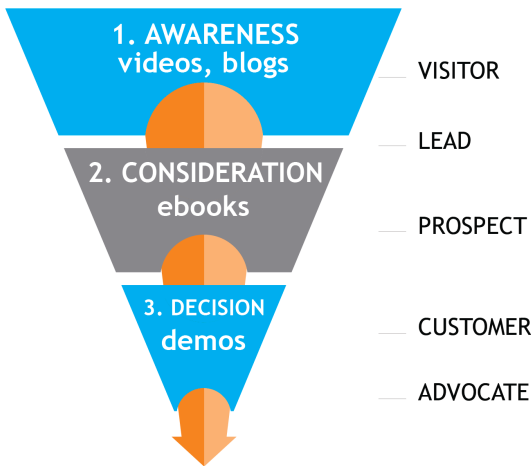 1. AWARENESS
videos, blogs
VISITOR
LEAD
2. CONSIDERATION
ebooks
PROSPECT
3. DECISION
demos
CUSTOMER
ADVOCATE